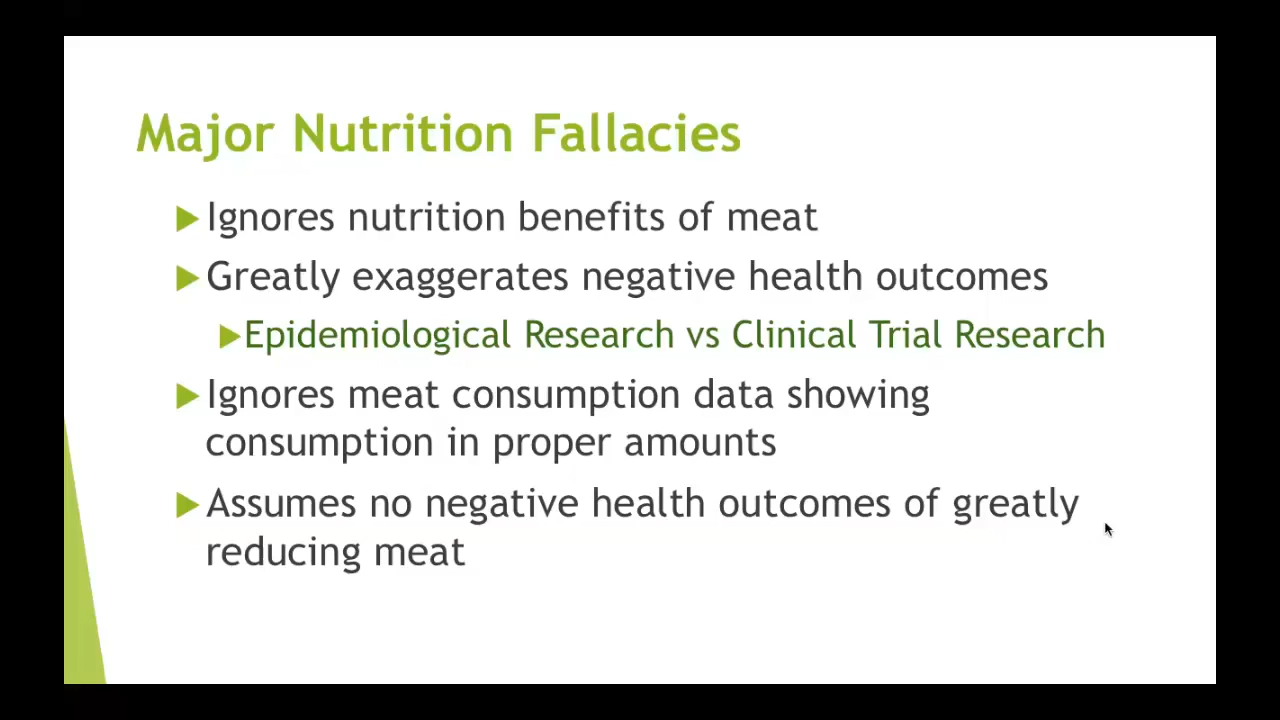 Major Nutrition Fallacies
Ignores nutrition benefits of meat
Greatly exaggerates negative health outcomes
Epidemiological Research vs Clinical Trial Research
Ignores meat consumption data showing
consumption in proper amounts
Assumes no negative health outcomes of greatly
reducing meat